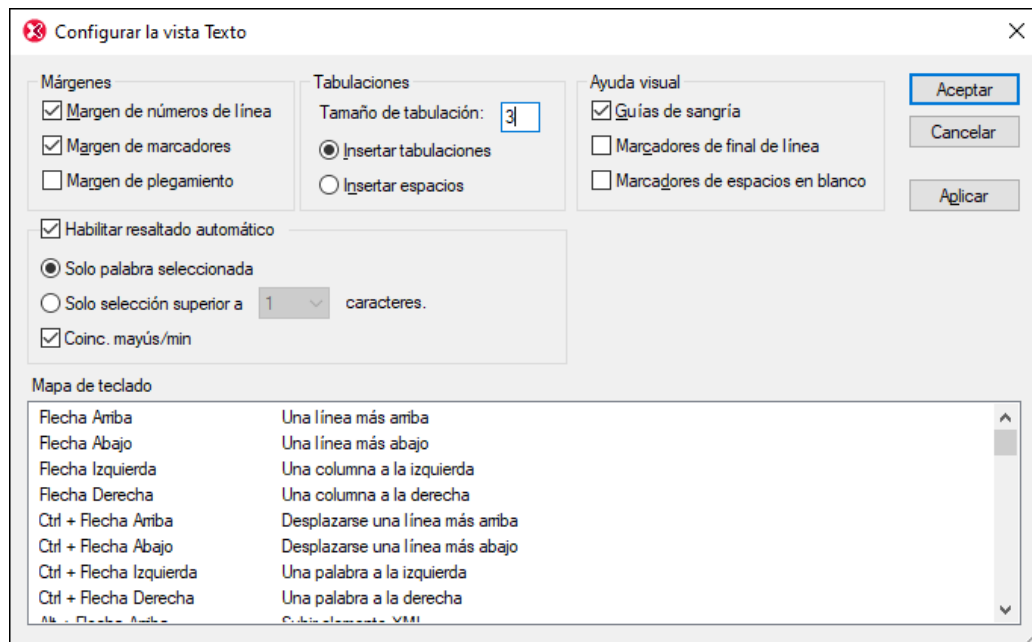 Configurar la vista Texto
Márgenes
Margen de números de línea
Margen de marcadores
Margen de plegamiento
Tabulaciones
Tamaño de tabulación: 3
Insertar tabulaciones
Insertar espacios
Ayuda visual
Guías de sangría
Marcadores de final de línea
Marcadores de espacios en blanco
Aceptar
Cancelar
Aplicar
Habilitar resaltado automático
Solo palabra seleccionada
Solo selección superior a 1 caracteres.
Coinc. mayús/min
Mapa de teclado
Flecha Arriba Una línea más arriba
Flecha Abajo Una línea más abajo
Flecha Izquierda Una columna a la izquierda
Flecha Derecha Una columna a la derecha
Ctrl + Flecha Arriba Desplazarse una línea más arriba
Ctrl + Flecha Abajo Desplazarse una línea más abajo
Ctrl + Flecha Izquierda Una palabra a la izquierda
Ctrl + Flecha Derecha Una palabra a la derecha
Alt + Flecha Arriba Subir elemento XML